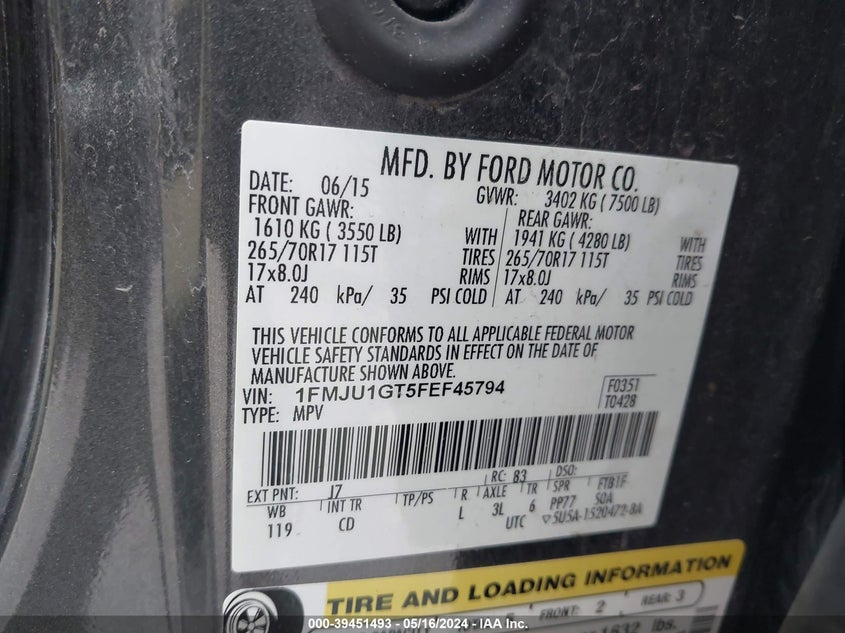 MFD. BY FORD MOTOR CO.
DATE: 06/15 GVWR: 3402 KG ( 7500 LB)
FRONT GAWR: REAR GAWR:
1610 KG ( 3550 LB) WITH 1941 KG ( 4280 LB) WITH
265/70R17 115T TIRES 265/70R17 115T TIRES
17x8.0J RIMS 17x8.0J RIMS
AT 240 kPa/ 35 PSI COLD AT 240 kPa/ 35 PSI COLD
THIS VEHICLE CONFORMS TO ALL APPLICABLE FEDERAL MOTOR
VEHICLE SAFETY STANDARDS IN EFFECT ON THE DATE OF
MANUFACTURE SHOWN ABOVE.
VIN: 1FMJU1GT5FEF45794 F0351
TYPE: MPV T0428
EXT PNT: J7 RC: 83 DSO:
WB INT TR TP/PS R AXLE TR SPR FTB1F
119 CD L 3L 6 PP77 50A
UTC ▽5U5A-1520472-BA
TIRE AND LOADING INFORMATION
FRONT: 2 REAR: 3
lbs.
IAA-39451493 - 05/16/2024 - IAA Inc.